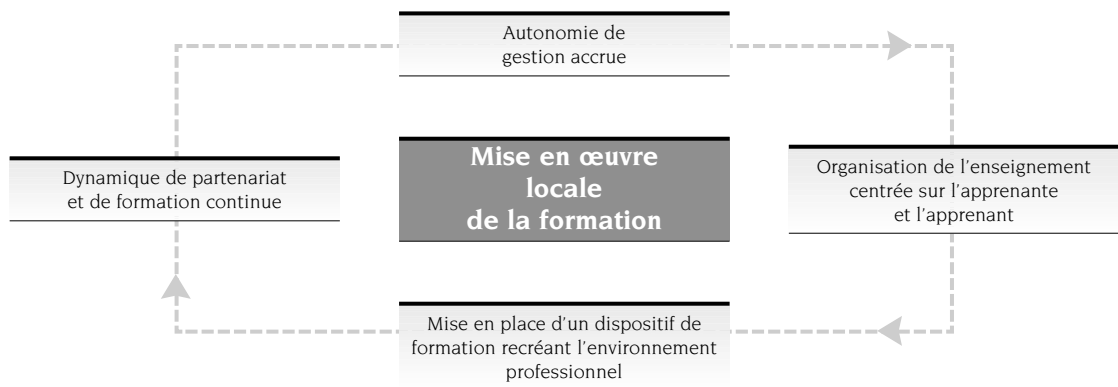 Autonomie de
gestion accrue
Dynamique de partenariat
et de formation continue
Mise en œuvre
locale
de la formation
Organisation de l'enseignement
centrée sur l'apprenante
et l'apprenant
Mise en place d'un dispositif de
formation recréant l'environnement
professionnel